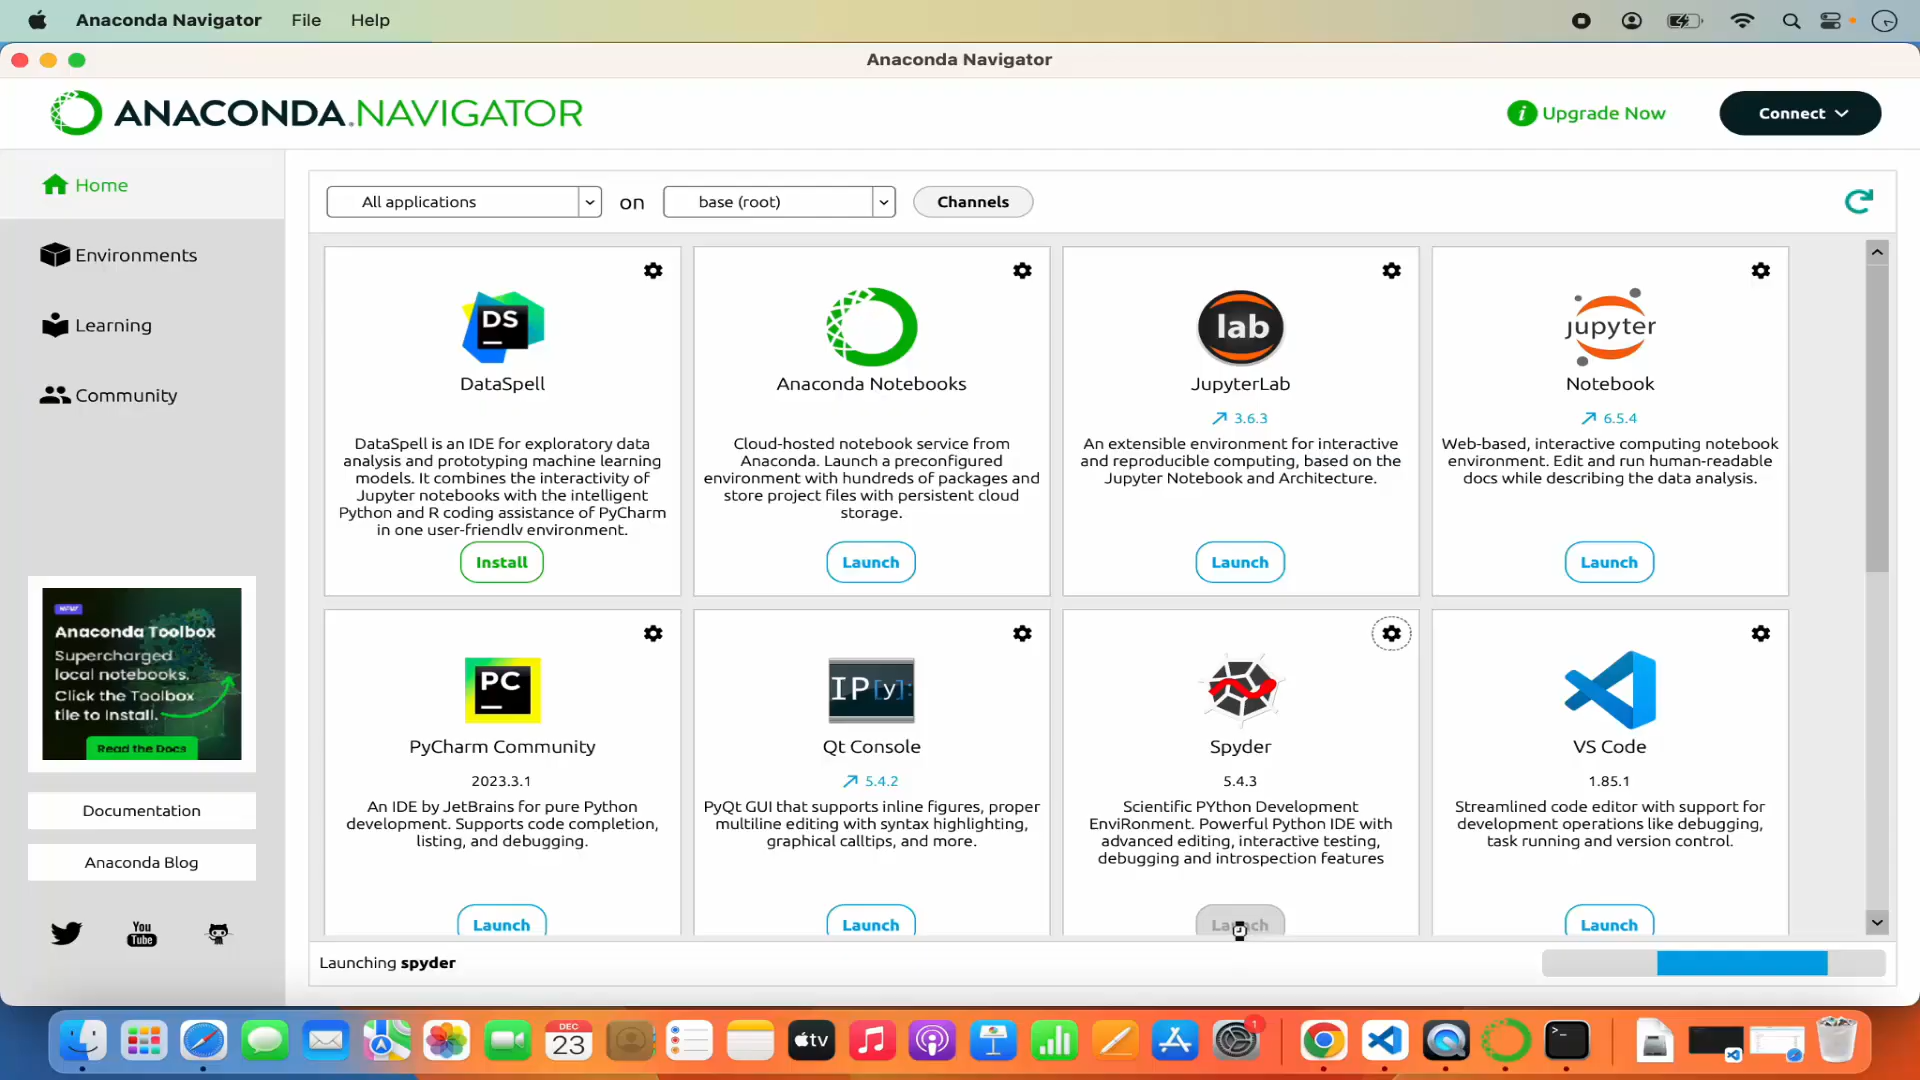 Anaconda Navigator File Help
Anaconda Navigator
ANACONDA.NAVIGATOR
i Upgrade Now
Connect
Home
Environments
Learning
Community
All applications on base (root) Channels
DS
DataSpell
DataSpell is an IDE for exploratory data
analysis and prototyping machine learning
models. It combines the interactivity of
Jupyter notebooks with the intelligent
Python and R coding assistance of PyCharm
in one user-friendly environment.
Install
Anaconda Notebooks
Cloud-hosted notebook service from
Anaconda. Launch a preconfigured
environment with hundreds of packages and
store project files with persistent cloud
storage.
Launch
lab
JupyterLab
3.6.3
An extensible environment for interactive
and reproducible computing, based on the
Jupyter Notebook and Architecture.
Launch
jupyter
Notebook
6.5.4
Web-based, interactive computing notebook
environment. Edit and run human-readable
docs while describing the data analysis.
Launch
PC
PyCharm Community
2023.3.1
An IDE by JetBrains for pure Python
development. Supports code completion,
listing, and debugging.
Launch
IP[y]:
Qt Console
5.4.2
PyQt GUI that supports inline figures, proper
multiline editing with syntax highlighting,
graphical calltips, and more.
Launch
Spyder
5.4.3
Scientific PYthon Development
EnviRonment. Powerful Python IDE with
advanced editing, interactive testing,
debugging and introspection features
Launch
VS Code
1.85.1
Streamlined code editor with support for
development operations like debugging,
task running and version control.
Launch
NEW
Anaconda Toolbox
Supercharged
local notebooks.
Click the Toolbox
tile to install.
Read the Docs
Documentation
Anaconda Blog
You
Tube
Launching spyder
DEC
23
tv
1